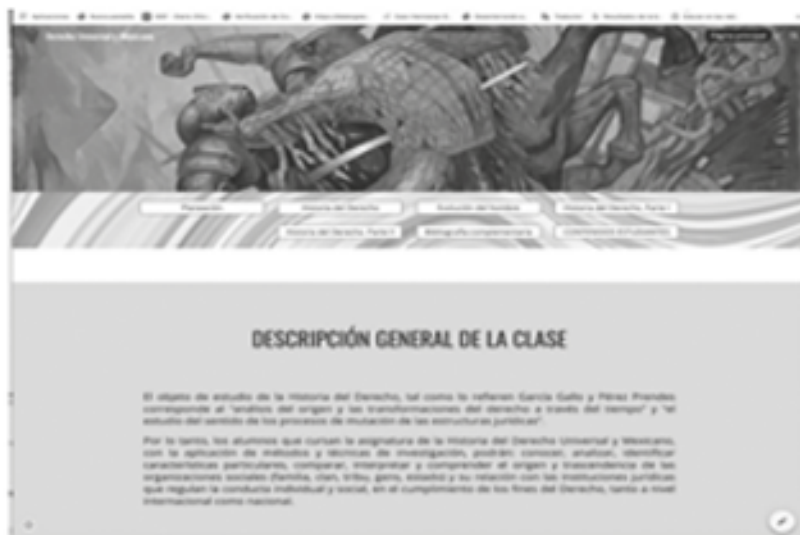 Página principal
Planeación
Historia del Derecho
Evolución del hombre
Historia del Derecho, Parte I
Historia del Derecho, Parte II
Bibliografía complementaria
CONTENIDOS ESTUDIANTES
DESCRIPCIÓN GENERAL DE LA CLASE
El objeto de estudio de la Historia del Derecho, tal como lo refieren García Gallo y Pérez Prendes
corresponde al "análisis del origen y las transformaciones del derecho a través del tiempo" y "el
estudio del sentido de los procesos de mutación de las estructuras jurídicas".
Por lo tanto, los alumnos que cursan la asignatura de la Historia del Derecho Universal y Mexicano,
con la aplicación de métodos y técnicas de investigación, podrán: conocer, analizar, identificar
características particulares, comparar, interpretar y comprender el origen y trascendencia de las
organizaciones sociales (familia, clan, tribu, gens, estado) y su relación con las instituciones jurídicas
que regulan la conducta individual y social, en el cumplimiento de los fines del Derecho, tanto a nivel
internacional como nacional.